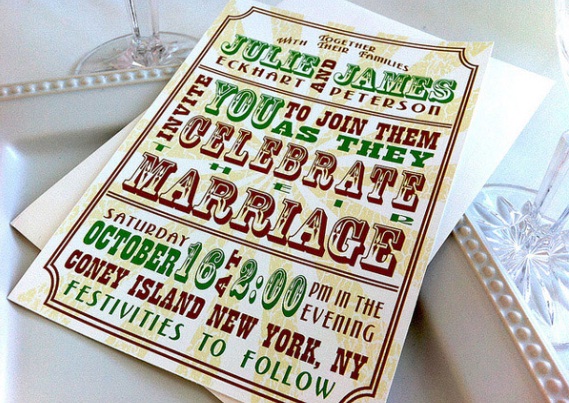 Together
With Their Families
JULIE AND JAMES
ECKHART PETERSON
INVITE YOU TO JOIN THEM
AS THEY
CELEBRATE
THEIR
MARRIAGE
SATURDAY
OCTOBER 16 AT 2:00 PM IN THE
EVENING
CONEY ISLAND NEW YORK, NY
FESTIVITIES TO FOLLOW